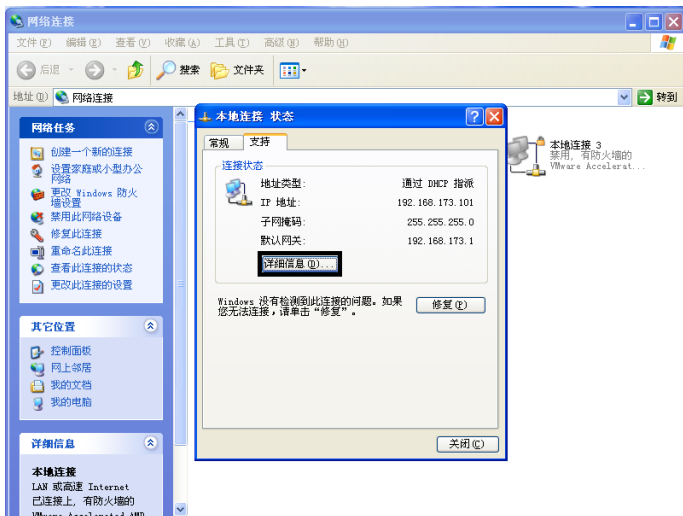 网络连接
文件(F) 编辑(E) 查看(V) 收藏(A) 工具(T) 高级(N) 帮助(H)
后退 搜索 文件夹
地址(D) 网络连接 转到
网络任务
创建一个新的连接
设置家庭或小型办公
网络
更改 Windows 防火
墙设置
禁用此网络设备
修复此连接
重命名此连接
查看此连接的状态
更改此连接的设置
其它位置
控制面板
网上邻居
我的文档
我的电脑
详细信息
本地连接
LAN 或高速 Internet
已连接上, 有防火墙的
VMware Accelerated AMD
本地连接 状态
常规 支持
连接状态
地址类型: 通过 DHCP 指派
IP 地址: 192.168.173.101
子网掩码: 255.255.255.0
默认网关: 192.168.173.1
详细信息(D)...
Windows 没有检测到此连接的问题。如果
您无法连接，请单击“修复”。
修复(P)
关闭(C)
本地连接 3
禁用, 有防火墙的
VMware Accelerat...